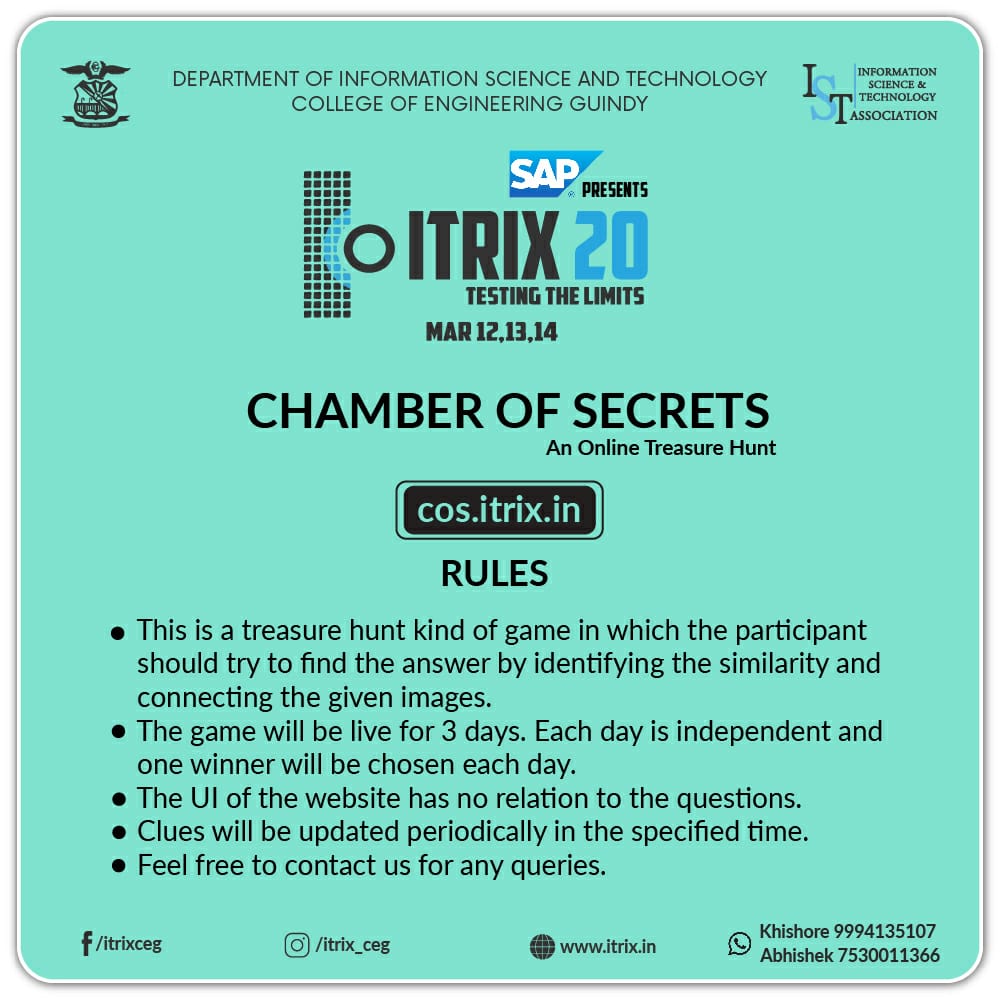 DEPARTMENT OF INFORMATION SCIENCE AND TECHNOLOGY
COLLEGE OF ENGINEERING GUINDY
IST
INFORMATION
SCIENCE &
TECHNOLOGY
ASSOCIATION
SAP
PRESENTS
ITRIX 20
TESTING THE LIMITS
MAR 12,13,14
CHAMBER OF SECRETS
An Online Treasure Hunt
cos.itrix.in
RULES
• This is a treasure hunt kind of game in which the participant
should try to find the answer by identifying the similarity and
connecting the given images.
• The game will be live for 3 days. Each day is independent and
one winner will be chosen each day.
• The UI of the website has no relation to the questions.
• Clues will be updated periodically in the specified time.
• Feel free to contact us for any queries.
/itrixceg
/itrix_ceg
www.itrix.in
Khishore 9994135107
Abhishek 7530011366